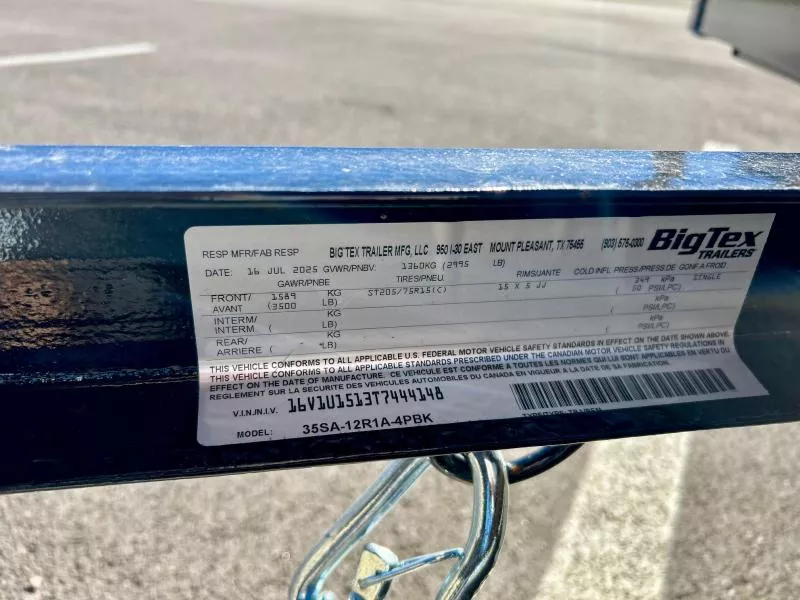 RESP MFR/FAB RESP BIG TEX TRAILER MFG, LLC 950 I-30 EAST MOUNT PLEASANT, TX 75455 (903) 575-0300 BigTex
TRAILERS
DATE: 16 JUL 2025 GVWR/PNBV: 1360KG (2995 LB)
GAWR/PNBE TIRES/PNEU: RIMS/JANTE COLD INFL PRESS/PRESS DE GONF A FROID
FRONT/ 1589 KG ST205/75R15(C) 15 X 5 JJ 349 kPa SINGLE
AVANT (3500 LB) ( 50 PSI/LPC)
INTERM/ KG kPa
INTERM. ( LB) ( PSI/LPC)
REAR/ KG kPa
ARRIERE ( LB) ( PSI/LPC)
THIS VEHICLE CONFORMS TO ALL APPLICABLE U.S. FEDERAL MOTOR VEHICLE SAFETY STANDARDS IN EFFECT ON THE DATE SHOWN ABOVE.
THIS VEHICLE CONFORMS TO ALL APPLICABLE STANDARDS PRESCRIBED UNDER THE CANADIAN MOTOR VEHICLE SAFETY REGULATIONS IN
EFFECT ON THE DATE OF MANUFACTURE. CE VEHICULE EST CONFORME A TOUTES LES NORMES QUI LUI SONT APPLICABLES EN VERTU DU
REGLEMENT SUR LA SECURITE DES VEHICULES AUTOMOBILES DU CANADA EN VIGUEUR A LA DATE DE SA FABRICATION.
V.I.N./N.I.V. 16V1U1513T7444148
MODEL: 35SA-12R1A-4PBK